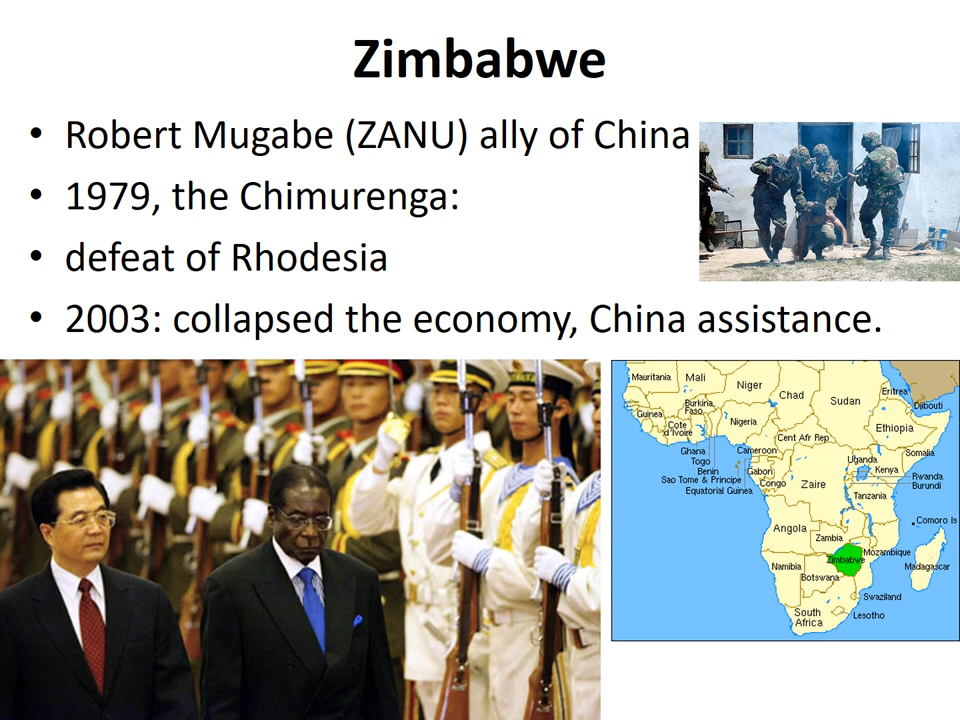 Zimbabwe
• Robert Mugabe (ZANU) ally of China
• 1979, the Chimurenga:
• defeat of Rhodesia
• 2003: collapsed the economy, China assistance.
Mauritania
Mali
Niger
Chad
Sudan
Eritrea
Djibouti
Burkina
Faso
Guinea
Cote
d'Ivoire
Nigeria
Ethiopia
Cent Afr Rep
Ghana
Togo
Benin
Cameroon
Somalia
Uganda
Kenya
Sao Tome & Principe
Gabon
Equatorial Guinea
Congo
Zaire
Rwanda
Burundi
Tanzania
Comoro Is
Angola
Zambia
Zimbabwe
Mozambique
Madagascar
Namibia
Botswana
Swaziland
South
Africa
Lesotho